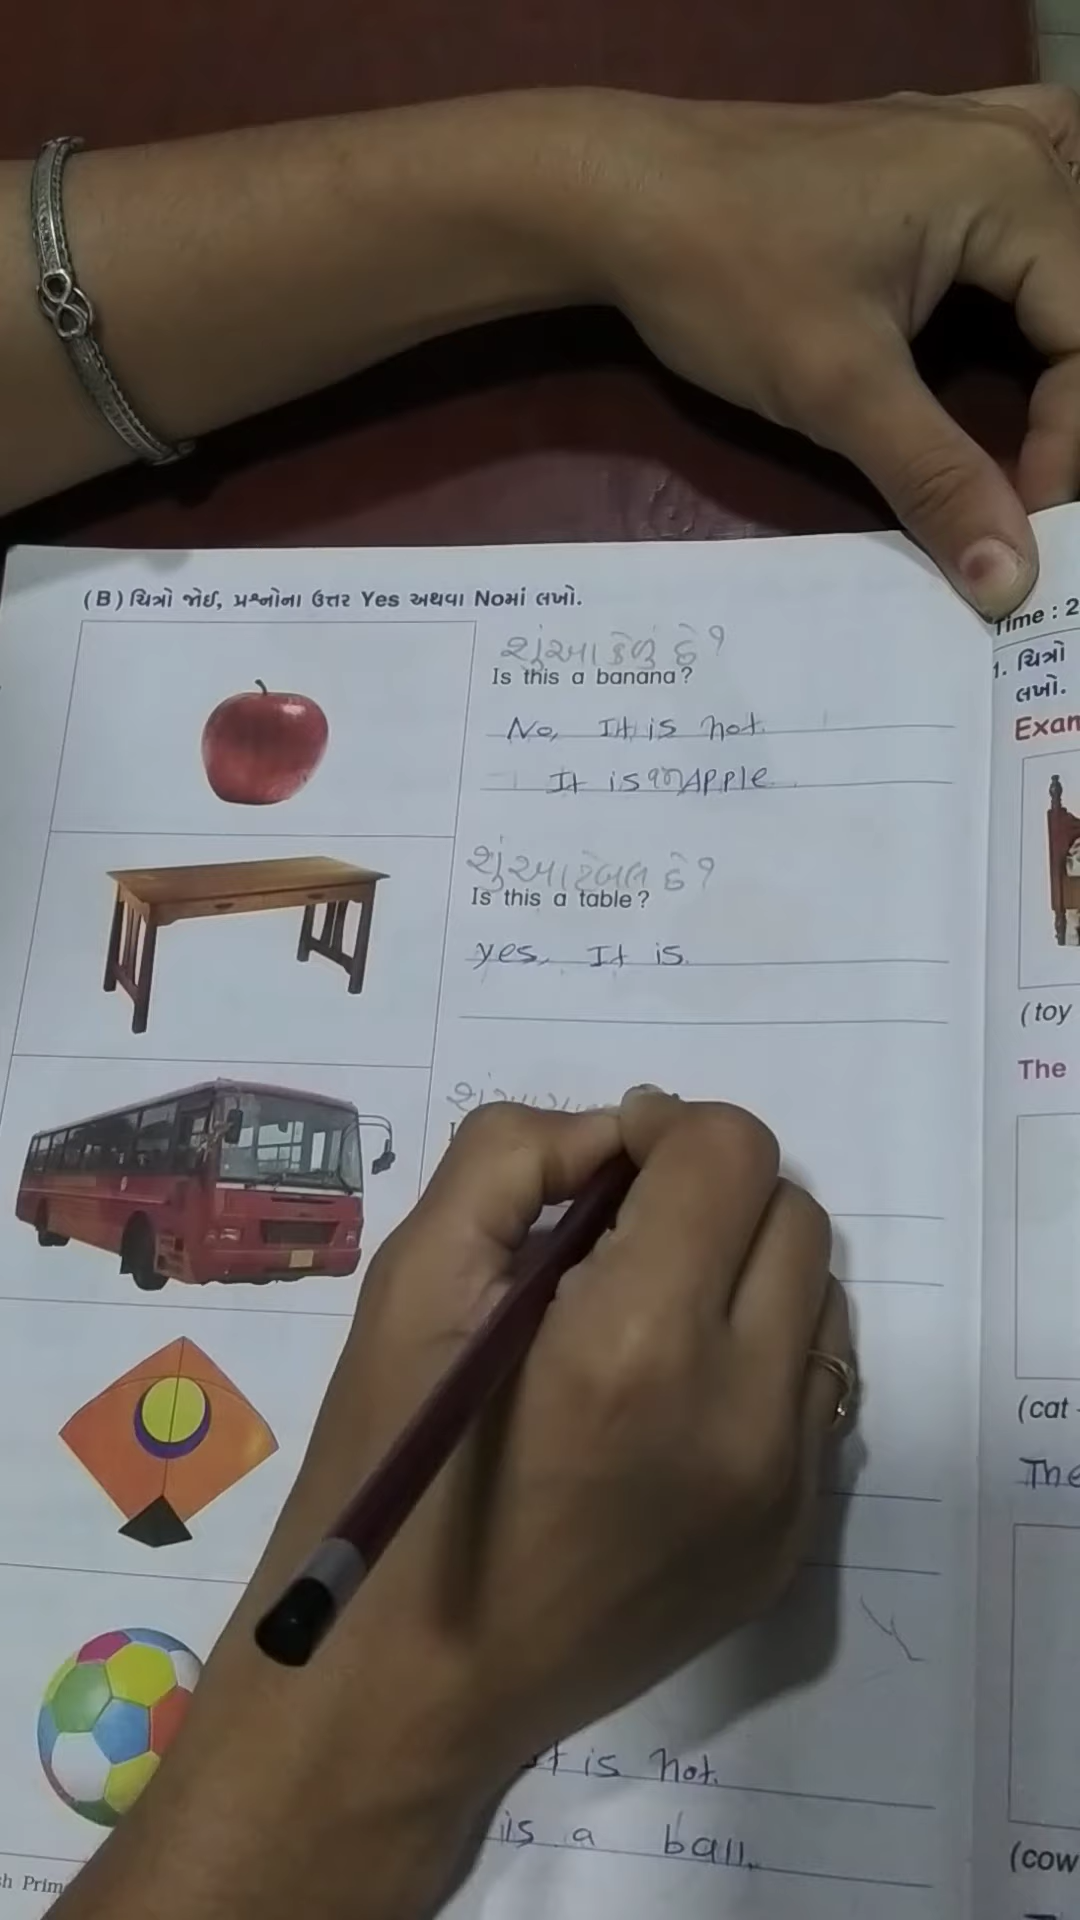 (B) ચિત્રો જોઈ, પ્રશ્નોના ઉત્તર Yes અથવા Noમાં લખો.
શું આ કેળું છે?
Is this a banana?
No, It is not.
It is an Apple
શું આ ટેબલ છે?
Is this a table?
yes, It is.
શું આ
is not.
is a ball.
Time : 2
1. ચિત્રો
લખો.
(toy
The
(cat
The
(cow